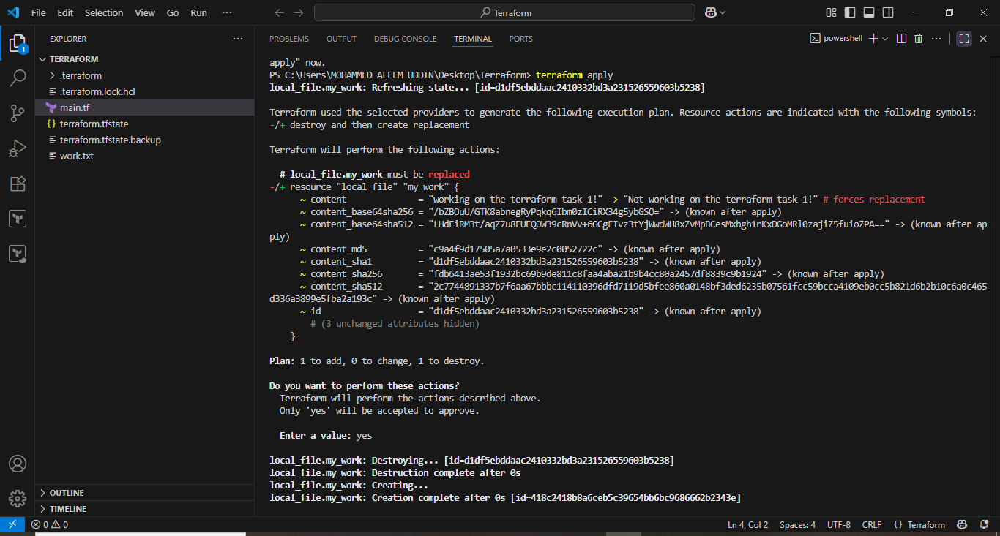 File Edit Selection View Go Run ···
Terraform
EXPLORER ···
TERRAFORM
.terraform
.terraform.lock.hcl
main.tf
{} terraform.tfstate
terraform.tfstate.backup
work.txt
OUTLINE
TIMELINE
1
PROBLEMS OUTPUT DEBUG CONSOLE TERMINAL PORTS
powershell
apply" now.
PS C:\Users\MOHAMMED ALEEM UDDIN\Desktop\Terraform> terraform apply
local_file.my_work: Refreshing state... [id=d1df5ebddaac2410332bd3a231526559603b5238]
Terraform used the selected providers to generate the following execution plan. Resource actions are indicated with the following symbols:
-/+ destroy and then create replacement
Terraform will perform the following actions:
# local_file.my_work must be replaced
-/+ resource "local_file" "my_work" {
~ content = "working on the terraform task-1!" -> "Not working on the terraform task-1!" # forces replacement
~ content_base64sha256 = "/bZBOuU/GTK8abnegRyPqkq6Ibm0zICiRX34g5ybGSQ=" -> (known after apply)
~ content_base64sha512 = "LHdEiRM3t/aqZ7u8EUEQOW39cRnVv+6GCgFIvz3tYjWwdWH8xZvMpBCesMxbgh1rKxDGoMRl0zajiZ5fuioZPA==" -> (known after ap
ply)
~ content_md5 = "c9a4f9d17505a7a0533e9e2c0052722c" -> (known after apply)
~ content_sha1 = "d1df5ebddaac2410332bd3a231526559603b5238" -> (known after apply)
~ content_sha256 = "fdb6413ae53f1932bc69b9de811c8faa4aba21b9b4cc80a2457df8839c9b1924" -> (known after apply)
~ content_sha512 = "2c7744891337b7f6aa67bbbc114110396dfd7119d5bfee860a0148bf3ded6235b07561fcc59bcca4109eb0cc5b821d6b2b10c6a0c465
d336a3899e5fba2a193c" -> (known after apply)
~ id = "d1df5ebddaac2410332bd3a231526559603b5238" -> (known after apply)
# (3 unchanged attributes hidden)
}
Plan: 1 to add, 0 to change, 1 to destroy.
Do you want to perform these actions?
Terraform will perform the actions described above.
Only 'yes' will be accepted to approve.
Enter a value: yes
local_file.my_work: Destroying... [id=d1df5ebddaac2410332bd3a231526559603b5238]
local_file.my_work: Destruction complete after 0s
local_file.my_work: Creating...
local_file.my_work: Creation complete after 0s [id=418c2418b8a6ceb5c39654bb6bc9686662b2343e]
0 0 Ln 4, Col 2 Spaces: 4 UTF-8 CRLF {} Terraform